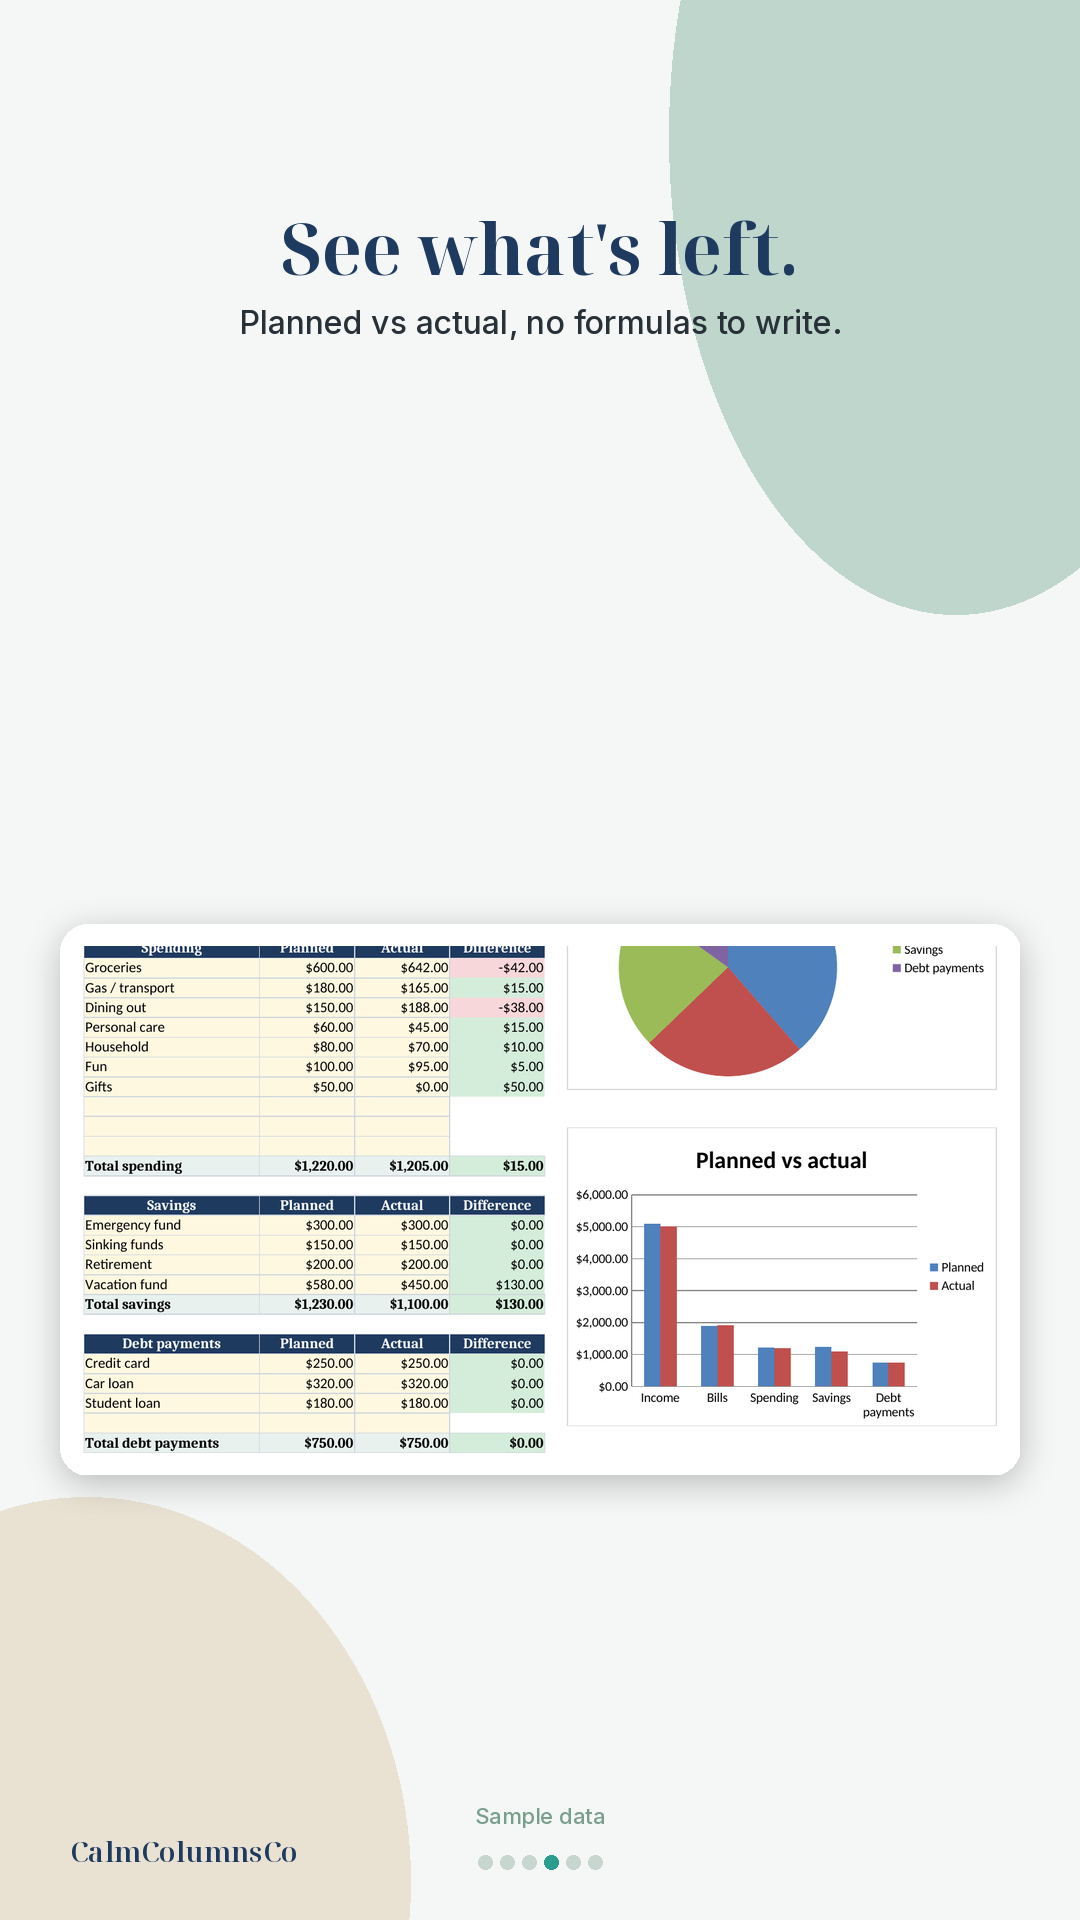 See what's left.
Planned vs actual, no formulas to write.
Spending Planned Actual Difference
Groceries $600.00 $642.00 -$42.00
Gas / transport $180.00 $165.00 $15.00
Dining out $150.00 $188.00 -$38.00
Personal care $60.00 $45.00 $15.00
Household $80.00 $70.00 $10.00
Fun $100.00 $95.00 $5.00
Gifts $50.00 $0.00 $50.00
Total spending $1,220.00 $1,205.00 $15.00
Savings Planned Actual Difference
Emergency fund $300.00 $300.00 $0.00
Sinking funds $150.00 $150.00 $0.00
Retirement $200.00 $200.00 $0.00
Vacation fund $580.00 $450.00 $130.00
Total savings $1,230.00 $1,100.00 $130.00
Debt payments Planned Actual Difference
Credit card $250.00 $250.00 $0.00
Car loan $320.00 $320.00 $0.00
Student loan $180.00 $180.00 $0.00
Total debt payments $750.00 $750.00 $0.00
Savings
Debt payments
Planned vs actual
$6,000.00
$5,000.00
$4,000.00
$3,000.00
$2,000.00
$1,000.00
$0.00
Income Bills Spending Savings Debt payments
Planned
Actual
Sample data
CalmColumnsCo